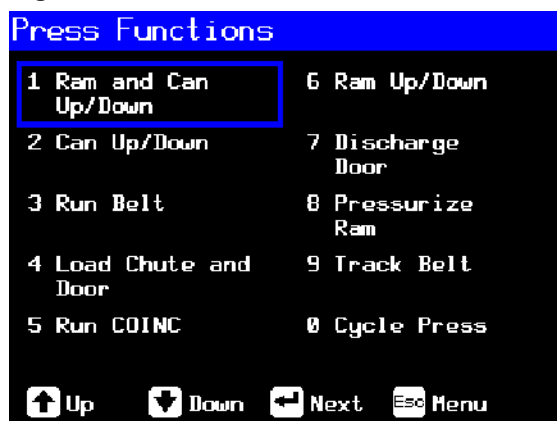 Press Functions
1 Ram and Can
Up/Down
2 Can Up/Down
3 Run Belt
4 Load Chute and
Door
5 Run COINC
6 Ram Up/Down
7 Discharge
Door
8 Pressurize
Ram
9 Track Belt
0 Cycle Press
Up Down Next Esc Menu